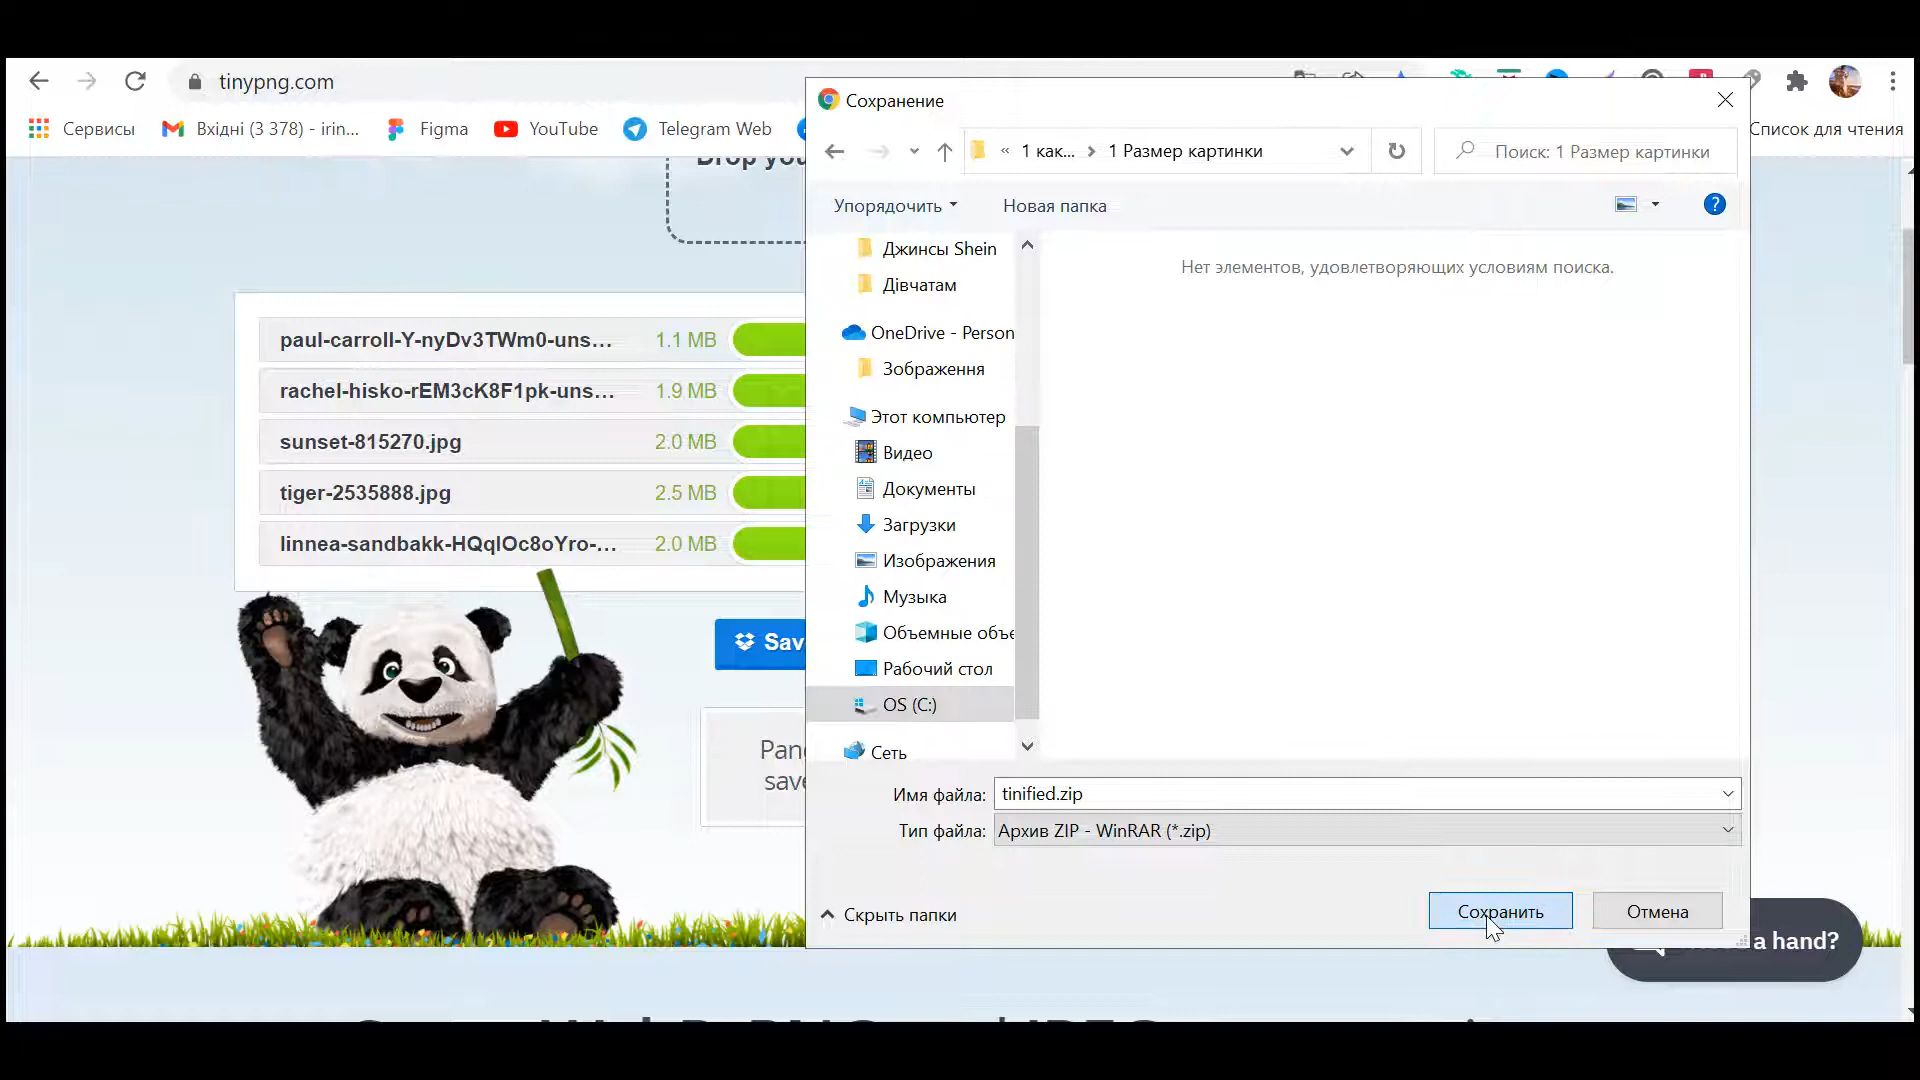 tinypng.com
Сервисы
Вхідні (3 378) - irin...
Figma
YouTube
Telegram Web
Список для чтения
Drop you
paul-carroll-Y-nyDv3TWm0-uns... 1.1 MB
rachel-hisko-rEM3cK8F1pk-uns... 1.9 MB
sunset-815270.jpg 2.0 MB
tiger-2535888.jpg 2.5 MB
linnea-sandbakk-HQqlOc8oYro-... 2.0 MB
Sav
Pan
save
Сохранение
« 1 как... › 1 Размер картинки
Поиск: 1 Размер картинки
Упорядочить
Новая папка
?
Джинсы Shein
Дівчатам
OneDrive - Person
Зображення
Этот компьютер
Видео
Документы
Загрузки
Изображения
Музыка
Объемные объе
Рабочий стол
OS (C:)
Сеть
Нет элементов, удовлетворяющих условиям поиска.
Имя файла: tinified.zip
Тип файла: Архив ZIP - WinRAR (*.zip)
Скрыть папки
Сохранить
Отмена
a hand?